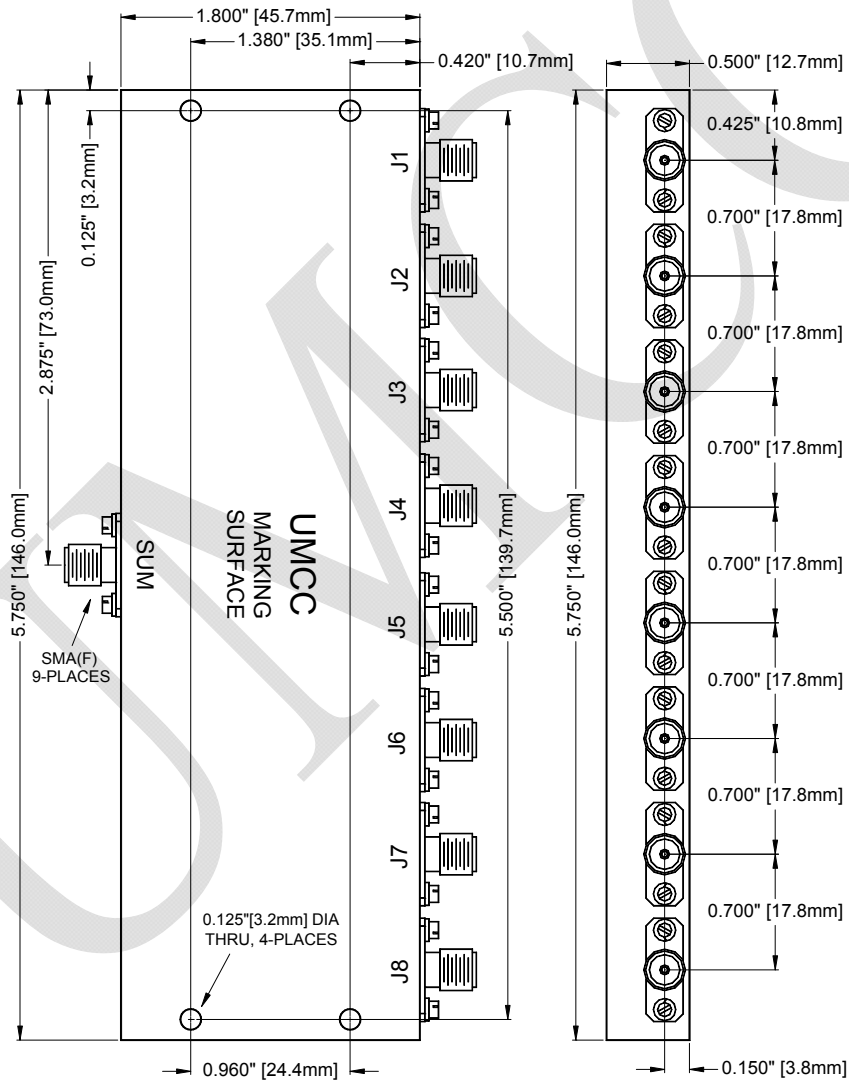 1.800" [45.7mm]
1.380" [35.1mm]
0.420" [10.7mm]
0.125" [3.2mm]
2.875" [73.0mm]
5.750" [146.0mm]
J1
J2
J3
J4
J5
J6
J7
J8
SUM
UMCC
MARKING
SURFACE
SMA(F)
9-PLACES
0.125"[3.2mm] DIA
THRU, 4-PLACES
5.500" [139.7mm]
0.960" [24.4mm]
0.500" [12.7mm]
0.425" [10.8mm]
0.700" [17.8mm]
0.700" [17.8mm]
0.700" [17.8mm]
0.700" [17.8mm]
0.700" [17.8mm]
0.700" [17.8mm]
0.700" [17.8mm]
5.750" [146.0mm]
0.150" [3.8mm]
UMCC